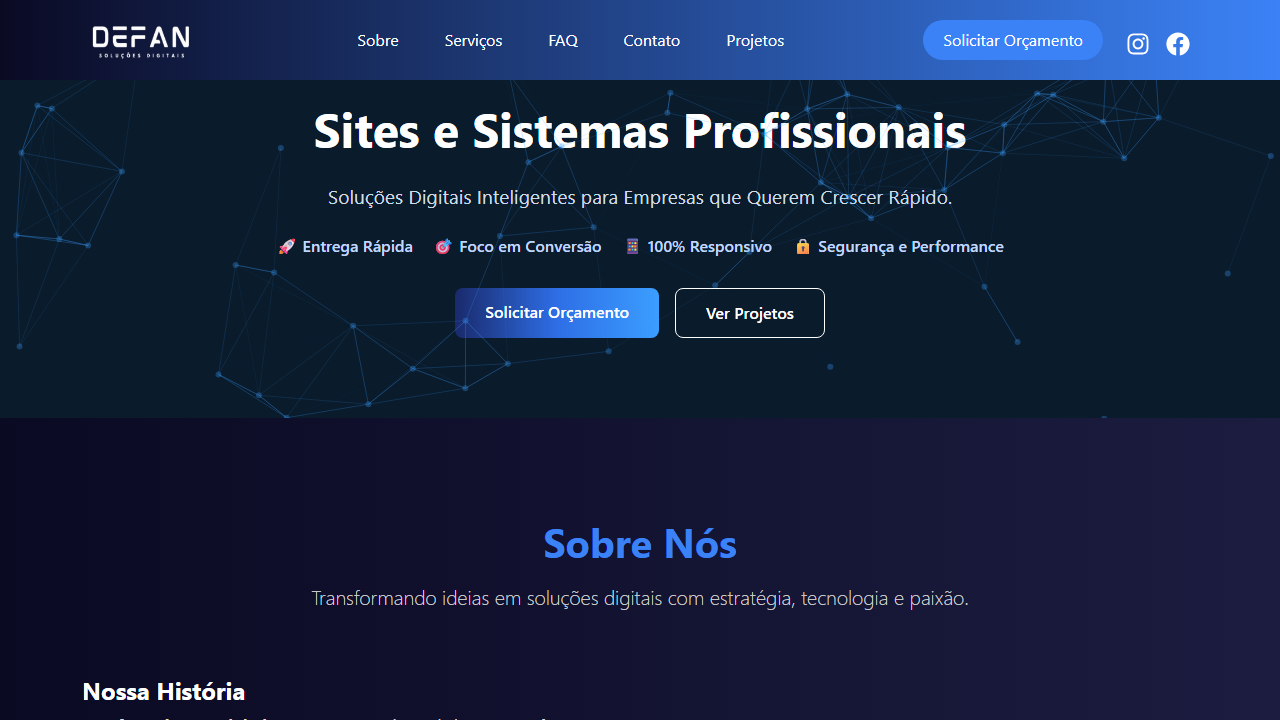 DEFAN
SOLUÇÕES DIGITAIS
Sobre
Serviços
FAQ
Contato
Projetos
Solicitar Orçamento
Sites e Sistemas Profissionais
Soluções Digitais Inteligentes para Empresas que Querem Crescer Rápido.
🚀 Entrega Rápida 🎯 Foco em Conversão 📱 100% Responsivo 🔒 Segurança e Performance
Solicitar Orçamento
Ver Projetos
Sobre Nós
Transformando ideias em soluções digitais com estratégia, tecnologia e paixão.
Nossa História